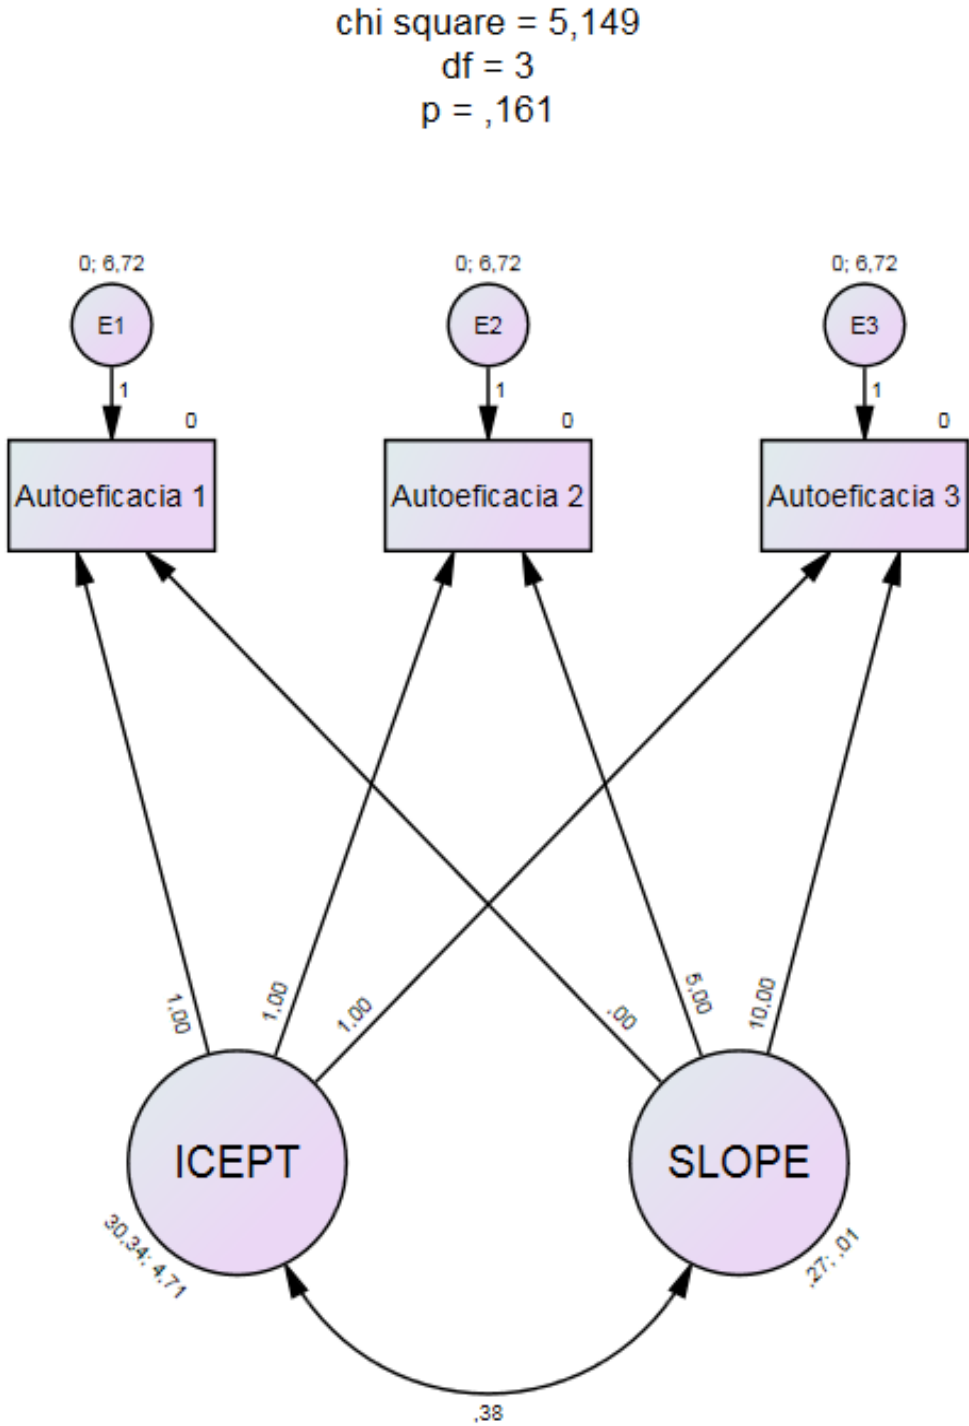 chi square = 5,149
df = 3
p = ,161
0; 6,72
0; 6,72
0; 6,72
E1
E2
E3
1
1
1
0
0
0
Autoeficacia 1
Autoeficacia 2
Autoeficacia 3
1,00
1,00
1,00
,00
5,00
10,00
ICEPT
SLOPE
30,34; 4,71
,27; ,01
,38